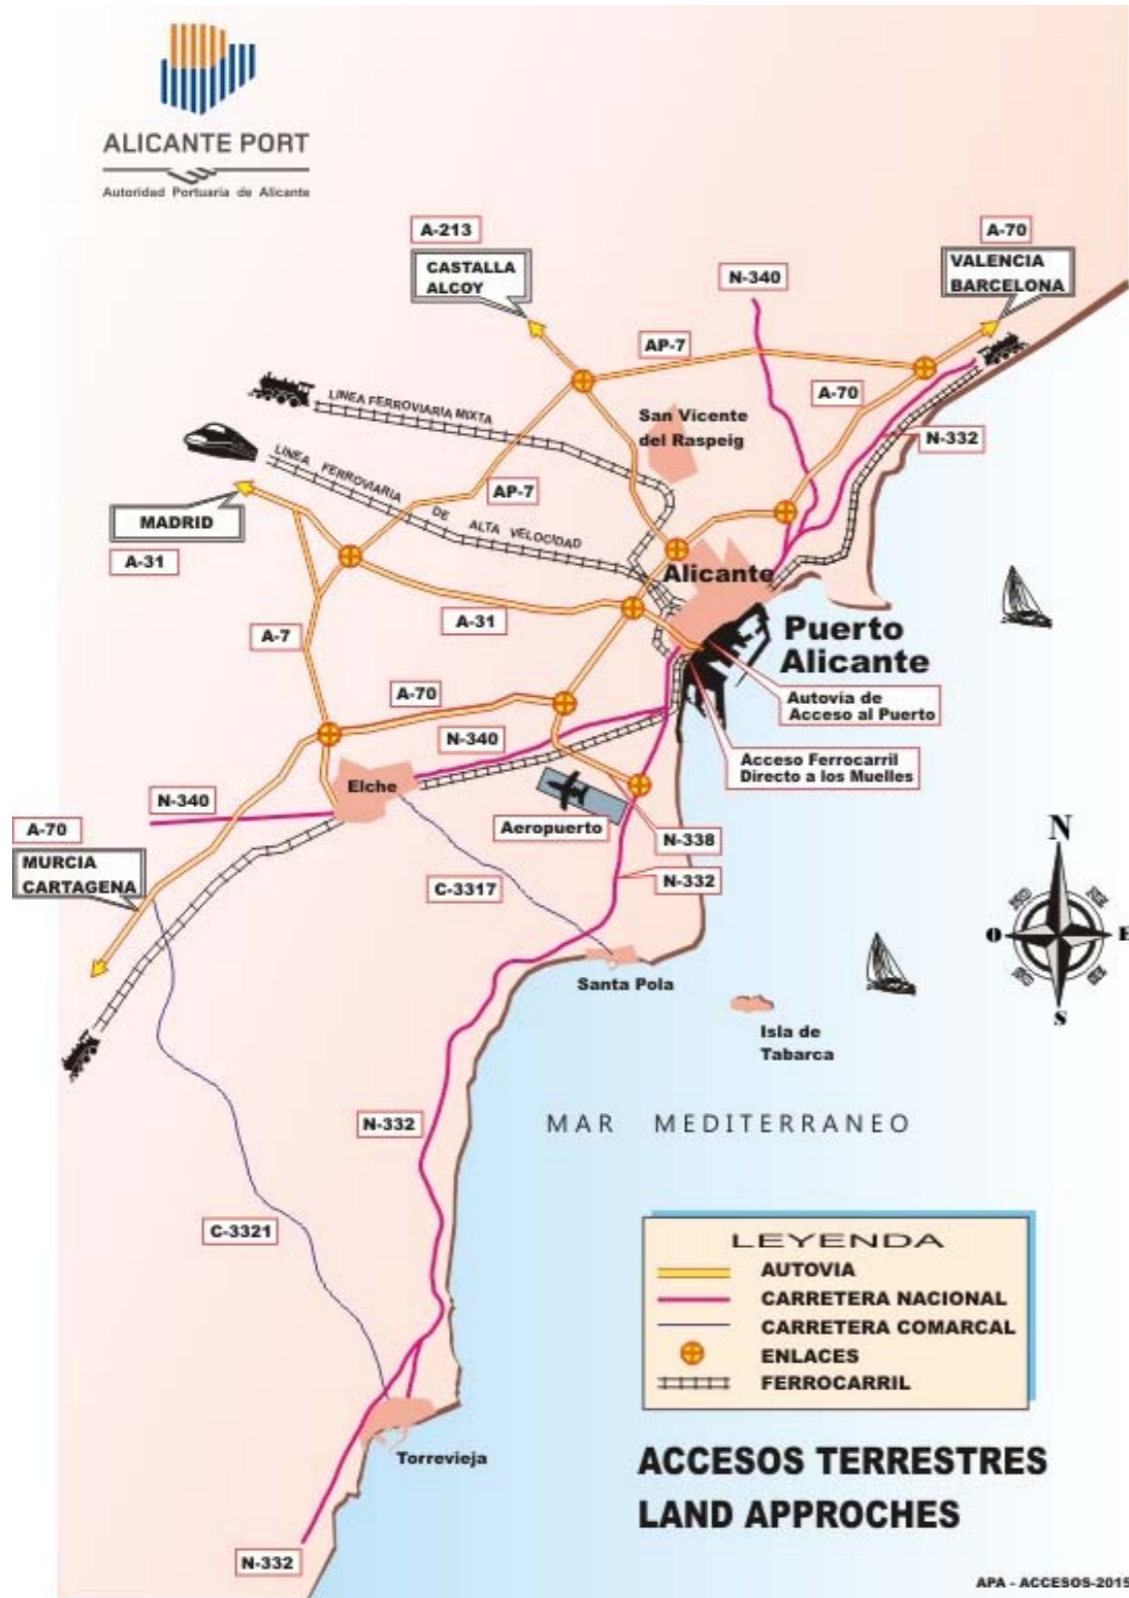 ALICANTE PORT
Autoridad Portuaria de Alicante
A-213
CASTALLA
ALCOY
A-70
VALENCIA
BARCELONA
N-340
AP-7
A-70
LINEA FERROVIARIA MIXTA
San Vicente
del Raspeig
N-332
LINEA FERROVIARIA DE ALTA VELOCIDAD
AP-7
MADRID
A-31
Alicante
A-31
A-7
Puerto
Alicante
A-70
Autovía de
Acceso al Puerto
N-340
Acceso Ferrocarril
Directo a los Muelles
Elche
N-340
Aeropuerto
A-70
MURCIA
CARTAGENA
N-338
N-332
C-3317
N
NO
NE
O
E
SO
SE
S
Santa Pola
Isla de
Tabarca
N-332
MAR MEDITERRANEO
C-3321
LEYENDA
AUTOVIA
CARRETERA NACIONAL
CARRETERA COMARCAL
ENLACES
FERROCARRIL
Torrevieja
ACCESOS TERRESTRES
LAND APPROCHES
N-332
APA - ACCESOS-2015